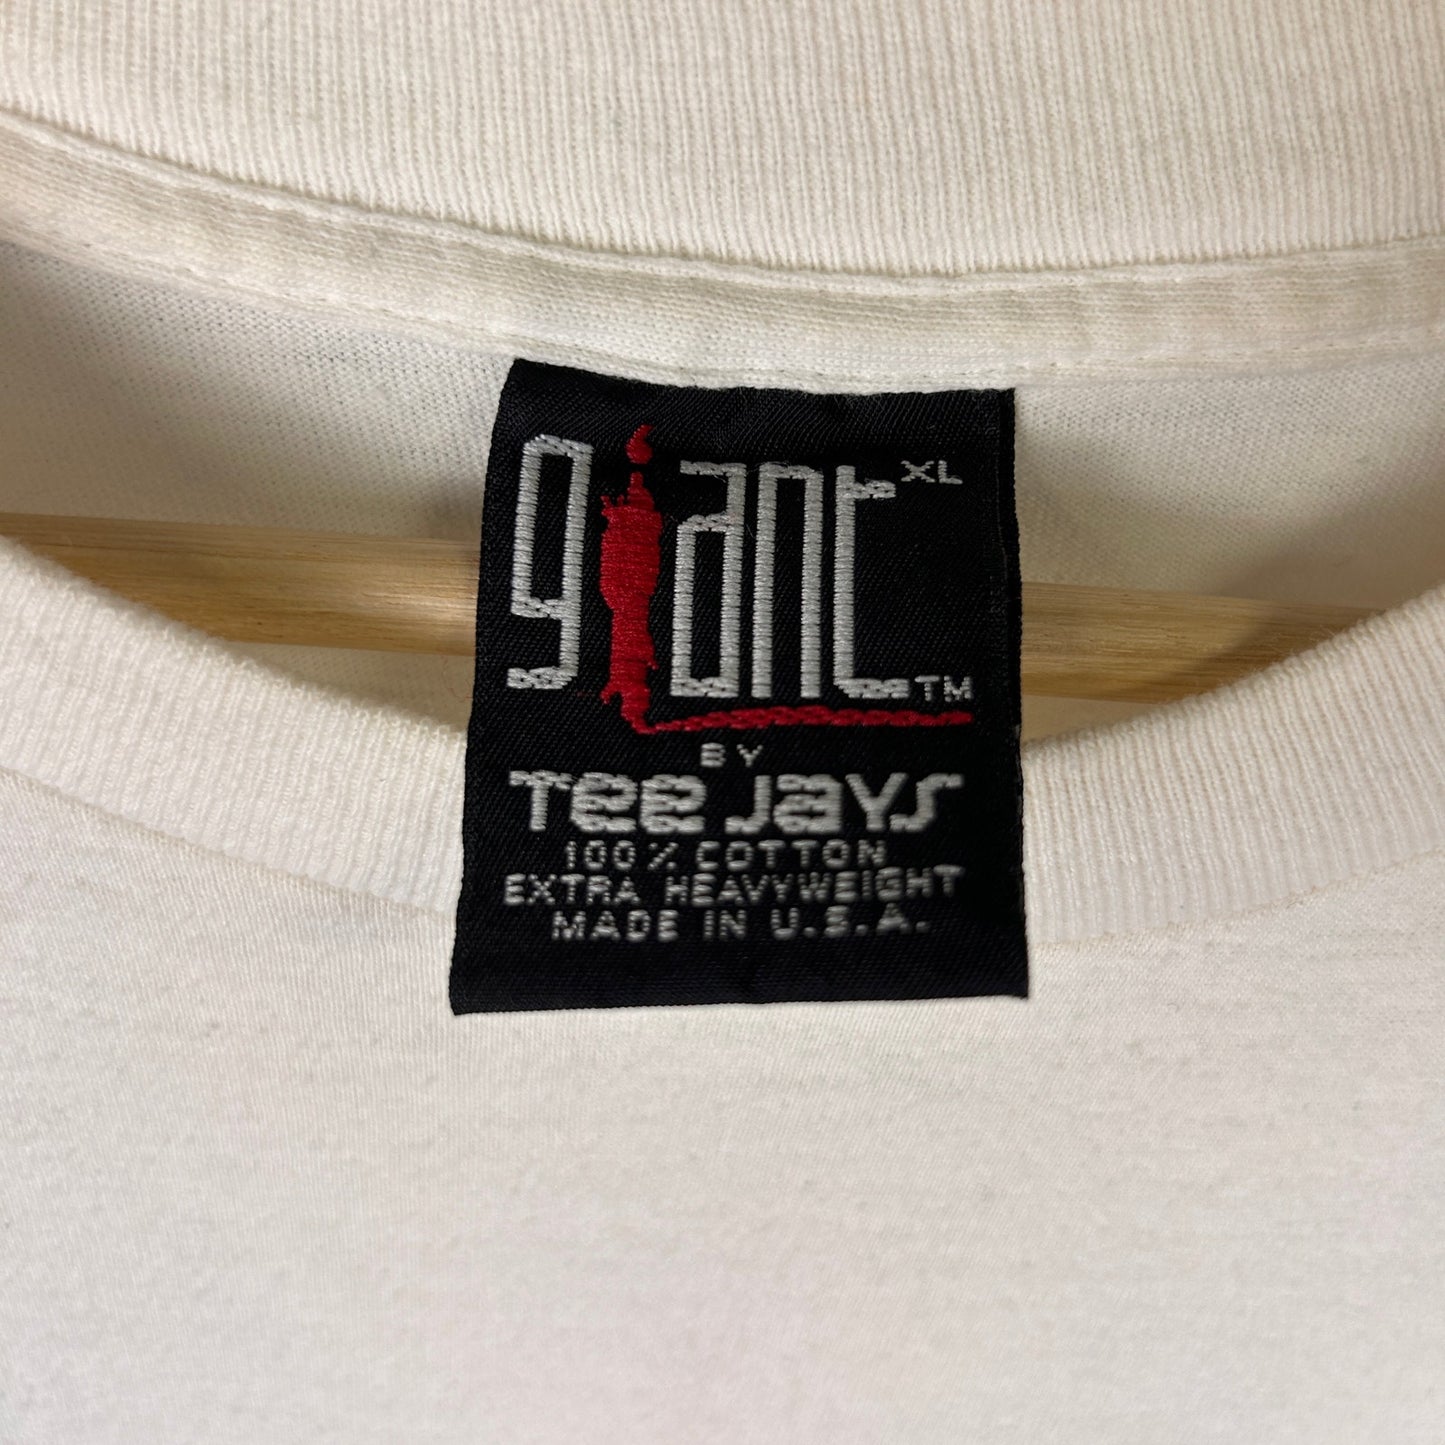 giant XL
TM
BY
Tee Jays
100% COTTON
EXTRA HEAVYWEIGHT
MADE IN U.S.A.